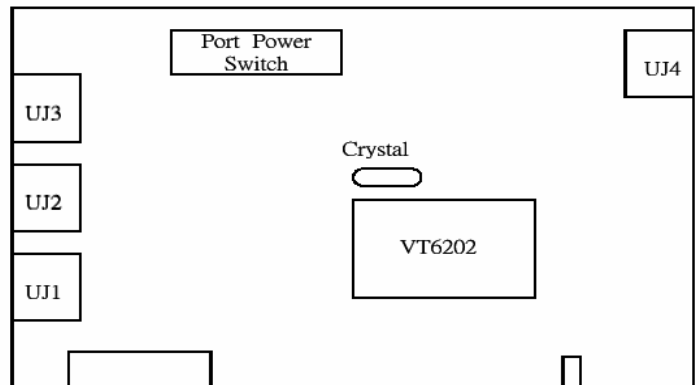 Port Power
Switch
UJ4
UJ3
Crystal
UJ2
VT6202
UJ1